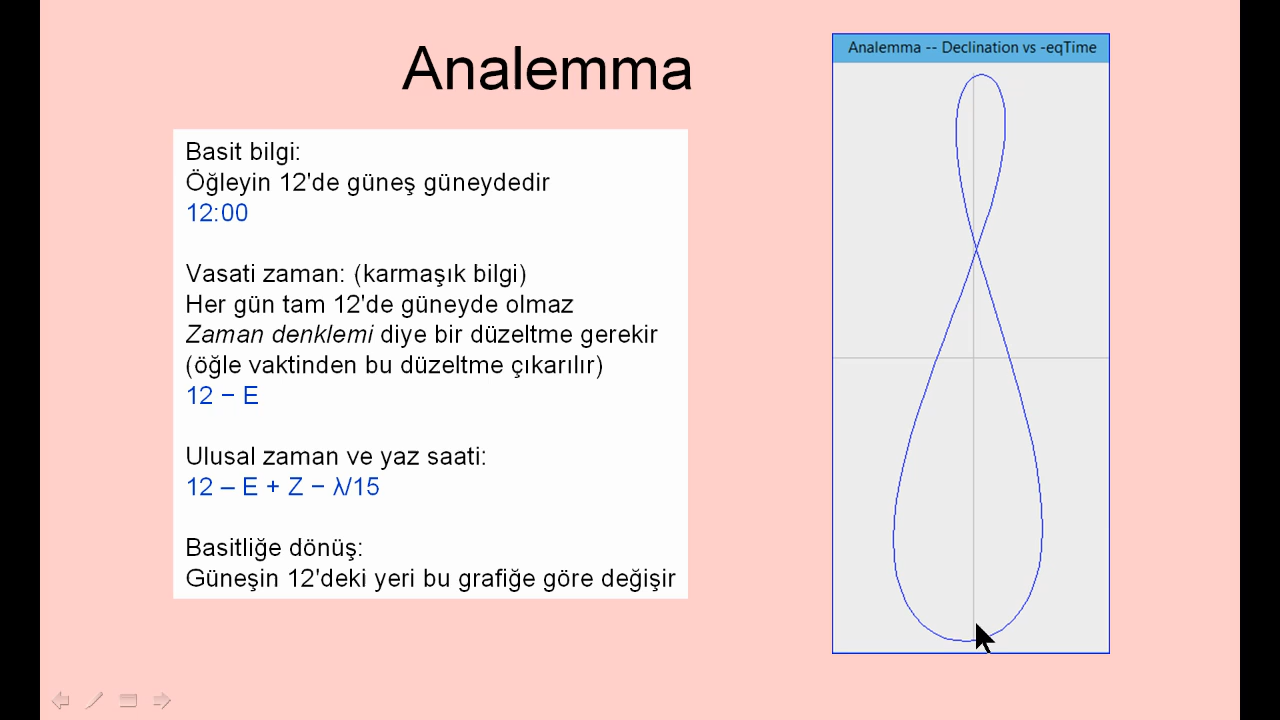 Analemma
Basit bilgi:
Öğleyin 12'de güneş güneydedir
12:00
Vasati zaman: (karmaşık bilgi)
Her gün tam 12'de güneyde olmaz
Zaman denklemi diye bir düzeltme gerekir
(öğle vaktinden bu düzeltme çıkarılır)
12 − E
Ulusal zaman ve yaz saati:
12 – E + Z − λ/15
Basitliğe dönüş:
Güneşin 12'deki yeri bu grafiğe göre değişir
Analemma -- Declination vs -eqTime